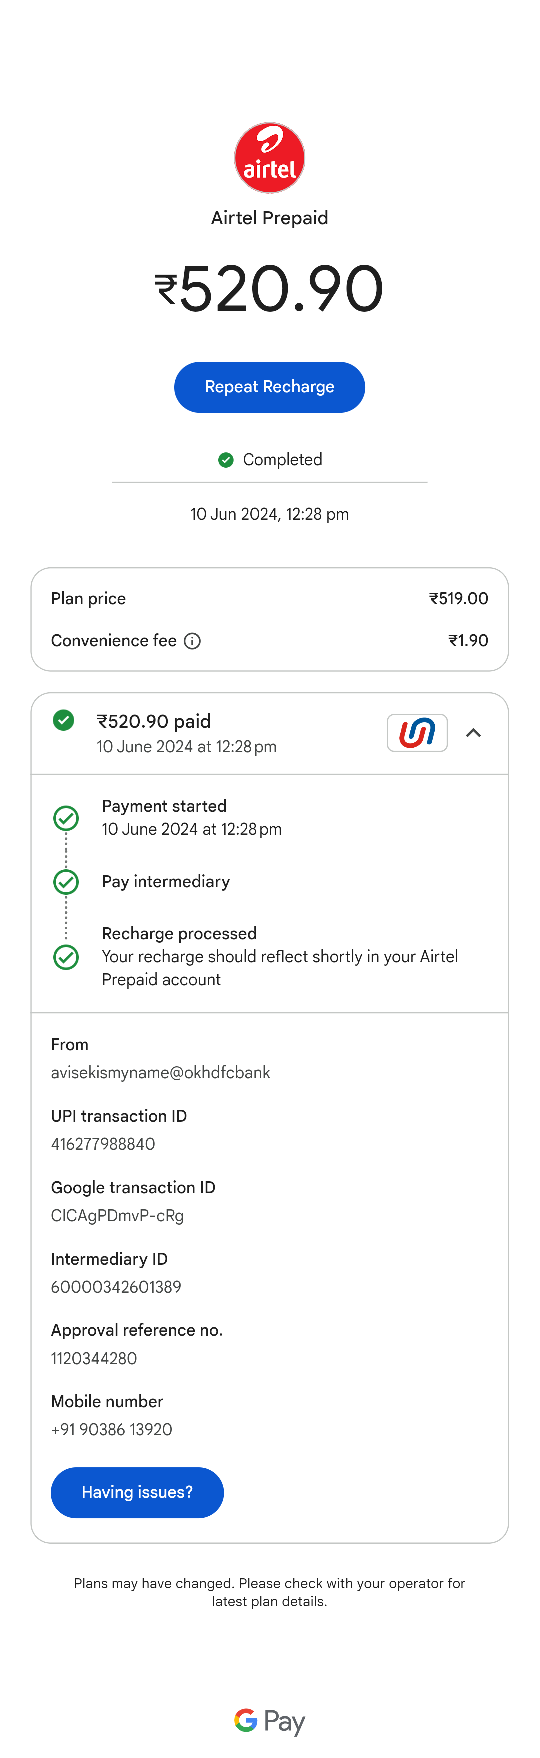 airtel
Airtel Prepaid
₹520.90
Repeat Recharge
Completed
10 Jun 2024, 12:28 pm
Plan price ₹519.00
Convenience fee ₹1.90
₹520.90 paid
10 June 2024 at 12:28 pm
Payment started
10 June 2024 at 12:28 pm
Pay intermediary
Recharge processed
Your recharge should reflect shortly in your Airtel
Prepaid account
From
avisekismyname@okhdfcbank
UPI transaction ID
416277988840
Google transaction ID
CICAgPDmvP-cRg
Intermediary ID
60000342601389
Approval reference no.
1120344280
Mobile number
+91 90386 13920
Having issues?
Plans may have changed. Please check with your operator for
latest plan details.
G Pay